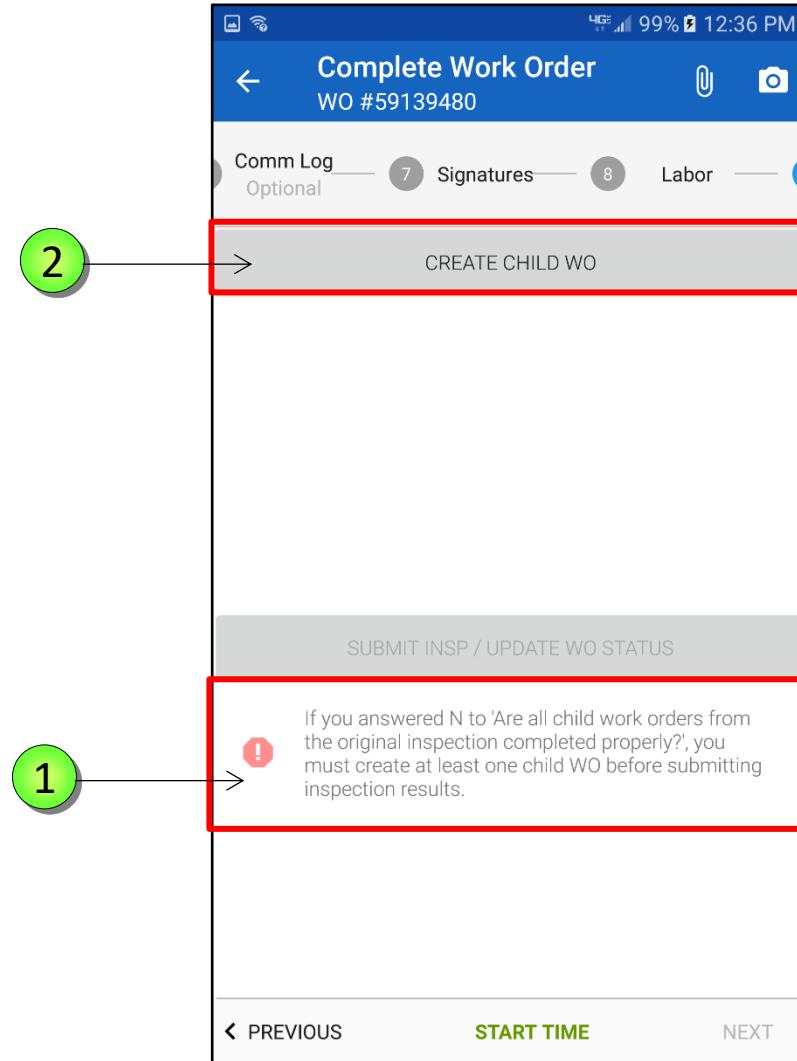 99% 12:36 PM
Complete Work Order
WO #59139480
Comm Log 7 Signatures 8 Labor
Optional
2
CREATE CHILD WO
SUBMIT INSP / UPDATE WO STATUS
If you answered N to 'Are all child work orders from
the original inspection completed properly?', you
must create at least one child WO before submitting
inspection results.
1
PREVIOUS START TIME NEXT